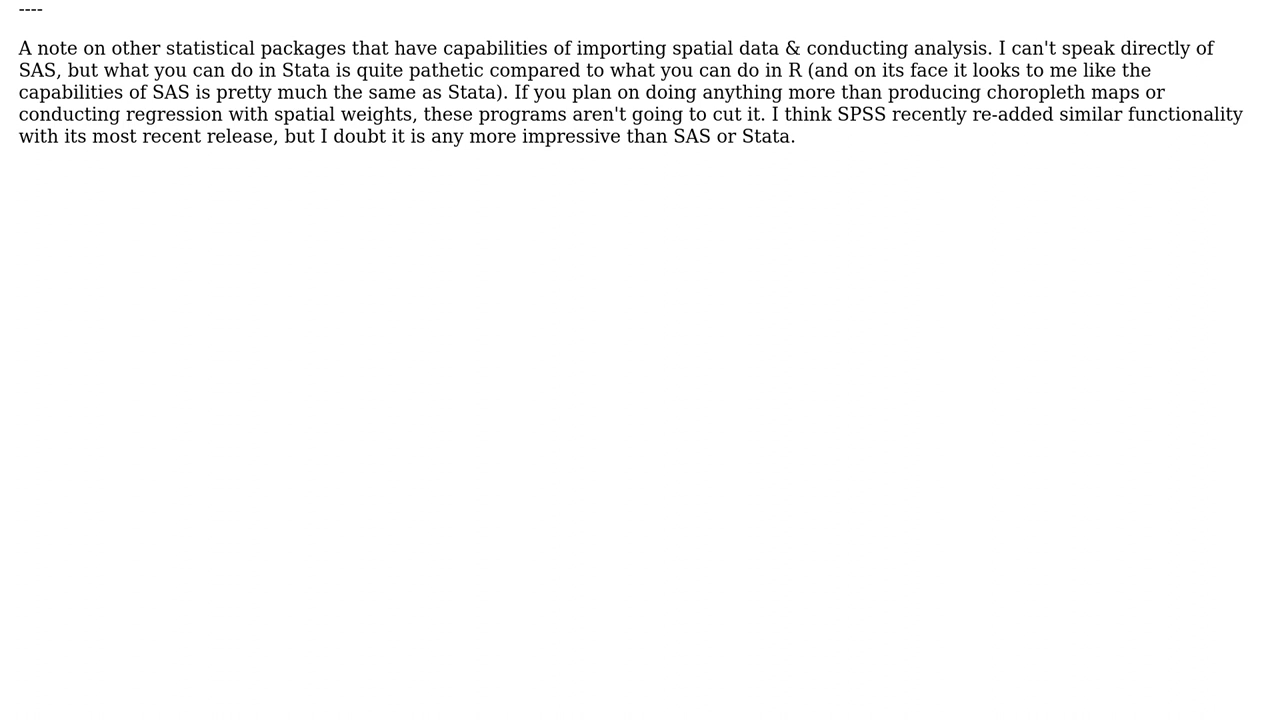 ----
A note on other statistical packages that have capabilities of importing spatial data & conducting analysis. I can't speak directly of
SAS, but what you can do in Stata is quite pathetic compared to what you can do in R (and on its face it looks to me like the
capabilities of SAS is pretty much the same as Stata). If you plan on doing anything more than producing choropleth maps or
conducting regression with spatial weights, these programs aren't going to cut it. I think SPSS recently re-added similar functionality
with its most recent release, but I doubt it is any more impressive than SAS or Stata.